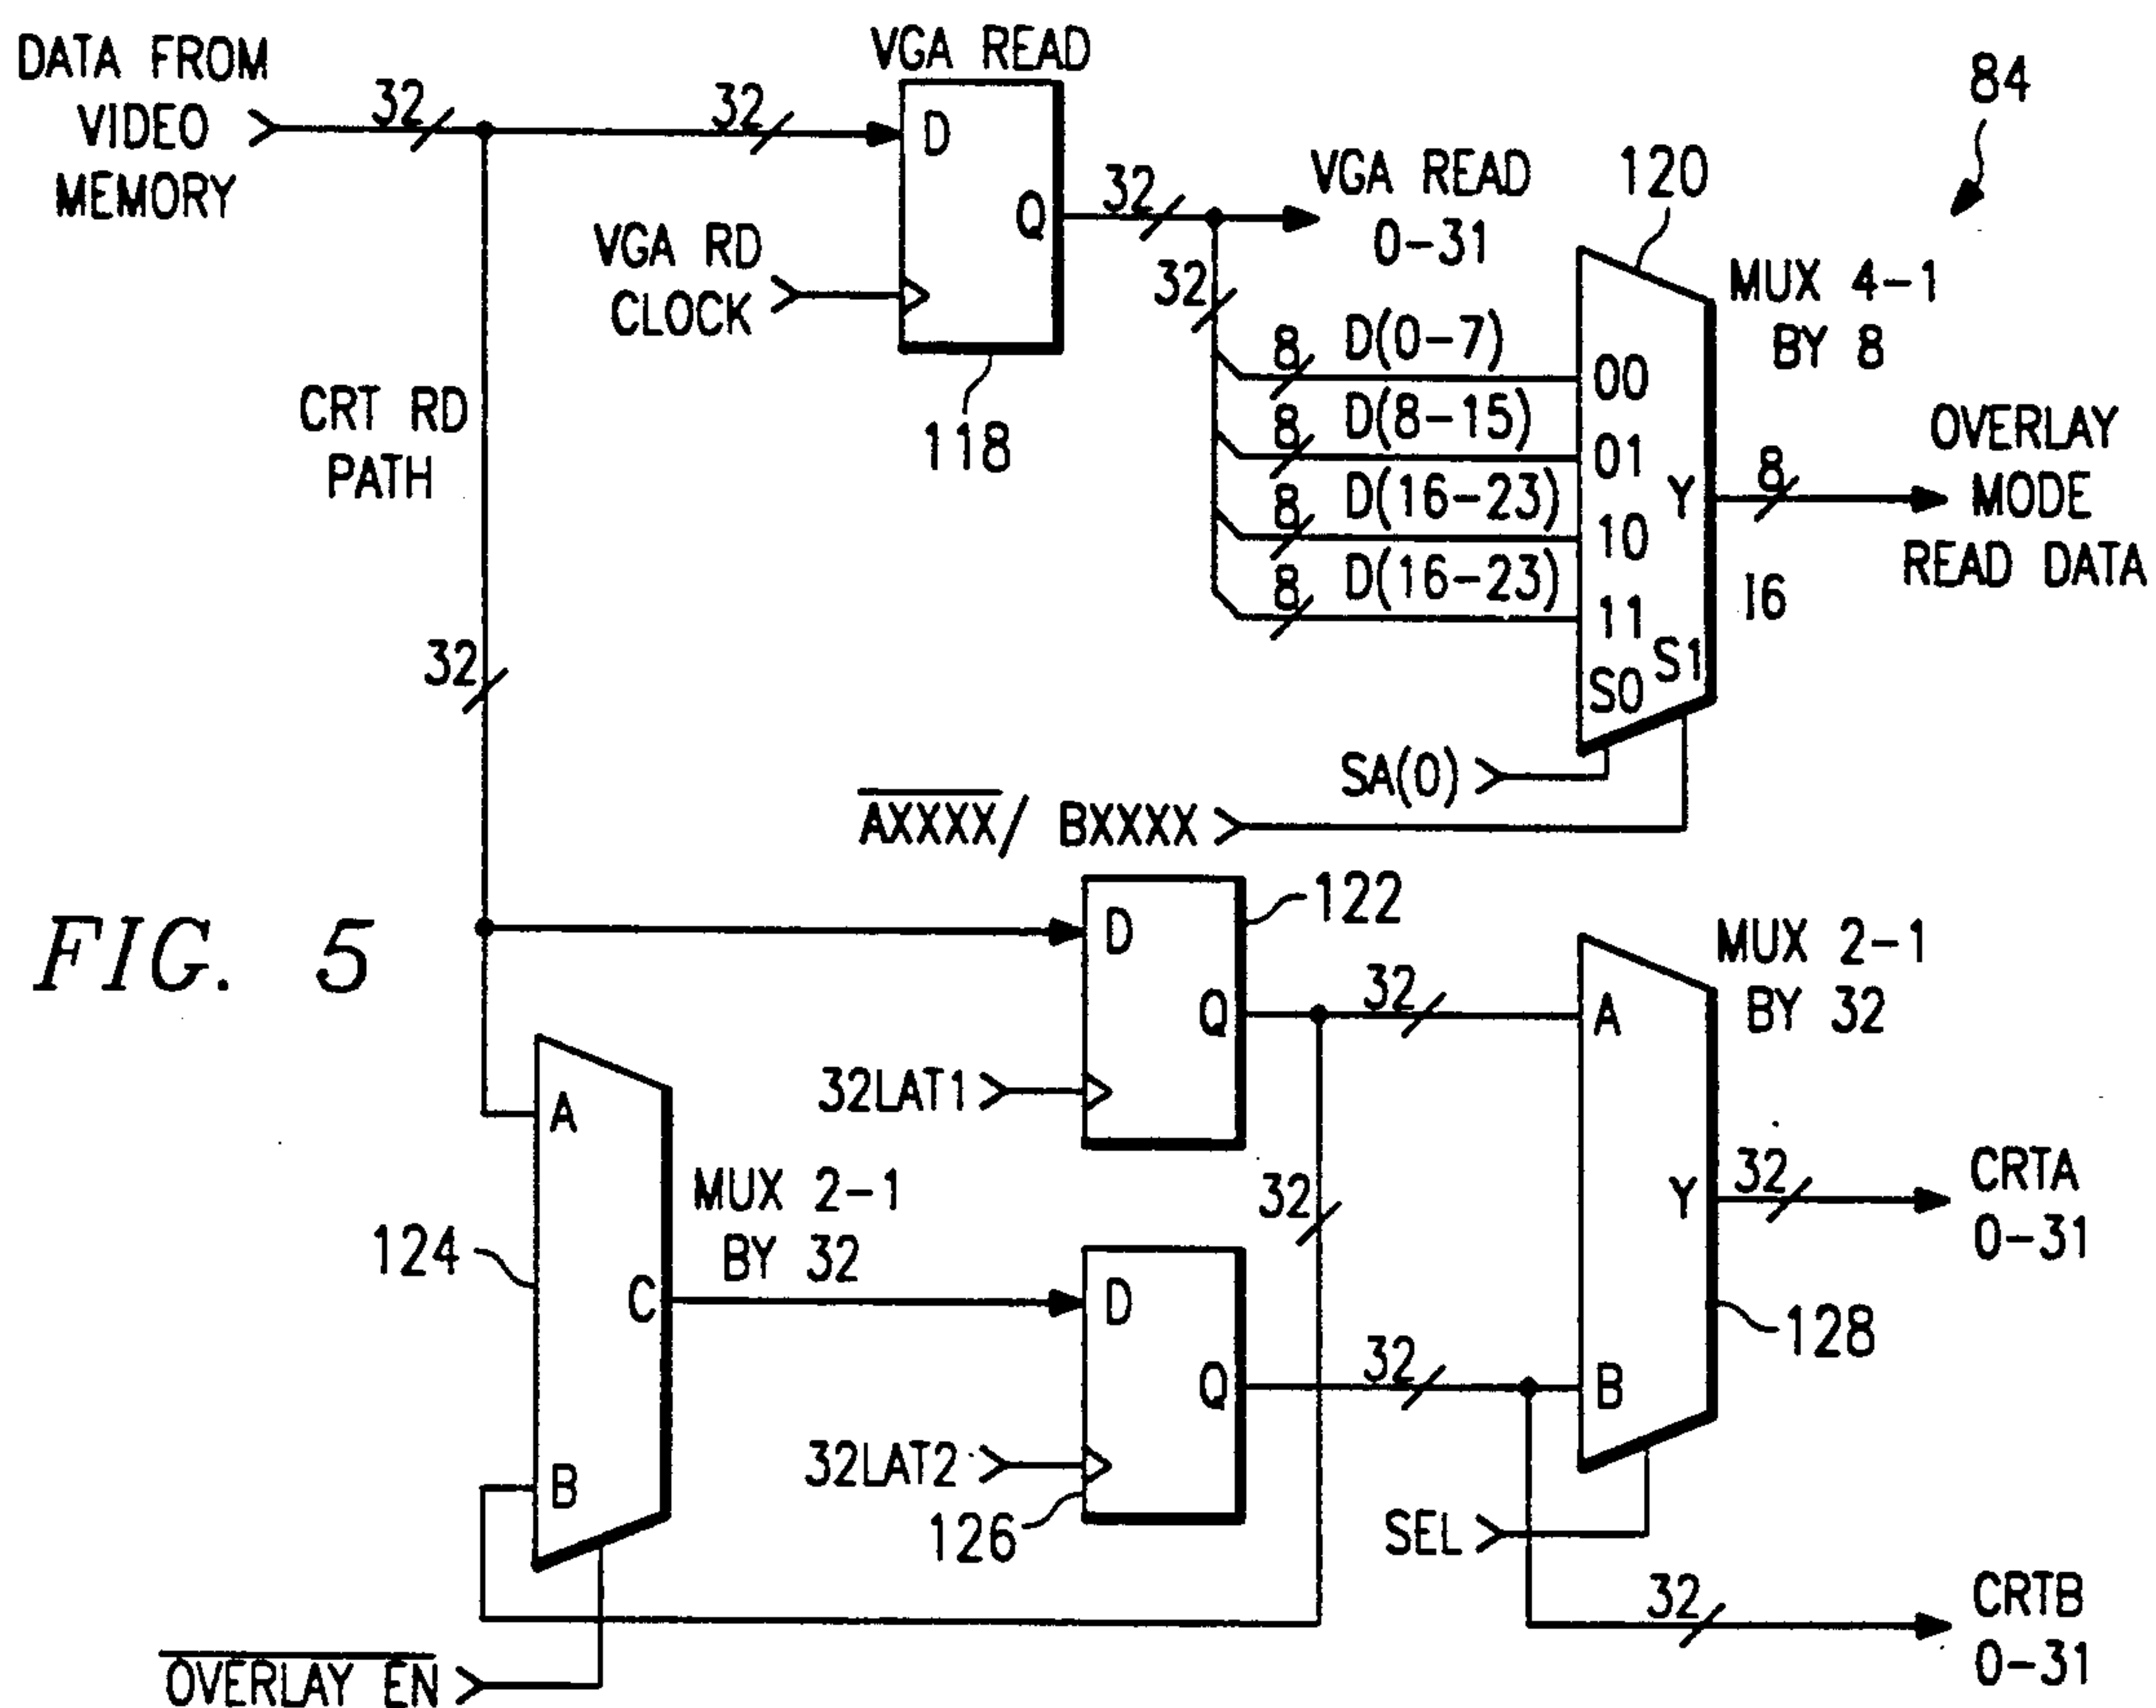 DATA FROM
VIDEO
MEMORY
32
32
VGA READ
D
Q
VGA RD
CLOCK
118
32
VGA READ
0-31
32
120
84
MUX 4-1
BY 8
8
D(0-7)
00
8
D(8-15)
01
8
D(16-23)
10
8
D(16-23)
11
Y
S0
S1
I6
8
OVERLAY
MODE
READ DATA
SA(0)
AXXXX/ BXXXX
CRT RD
PATH
32
FIG. 5
D
Q
122
32LAT1
32
32
A
B
C
124
MUX 2-1
BY 32
D
Q
32LAT2
126
32
MUX 2-1
BY 32
A
B
Y
128
SEL
32
CRTA
0-31
32
CRTB
0-31
OVERLAY EN